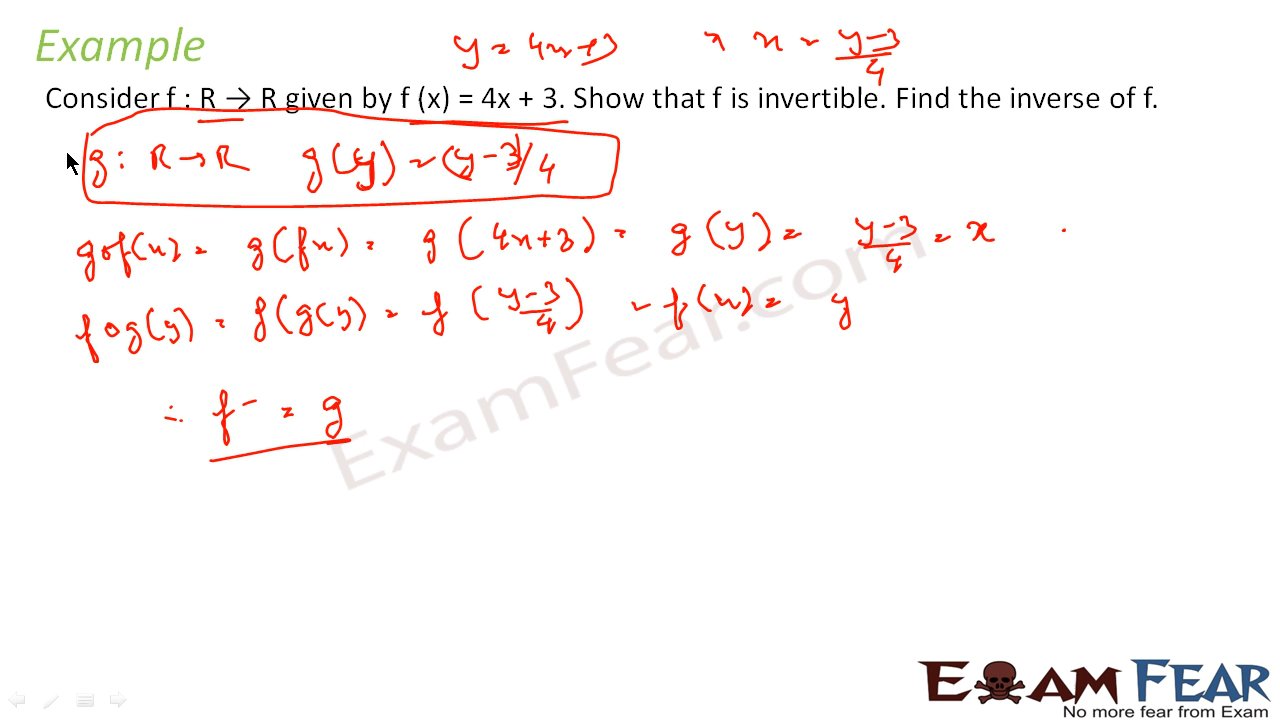 Example
y = 4x+3 x = y-3/4
Consider f : R → R given by f (x) = 4x + 3. Show that f is invertible. Find the inverse of f.
g: R→R g(y) = (y-3)/4
gof(x) = g(fx) = g(4x+3) = g(y) = y-3/4 = x
fog(y) = f(g(y) = f(y-3/4) = f(x) = y
∴ f⁻ = g
ExamFear.com
EXAM FEAR
No more fear from Exam